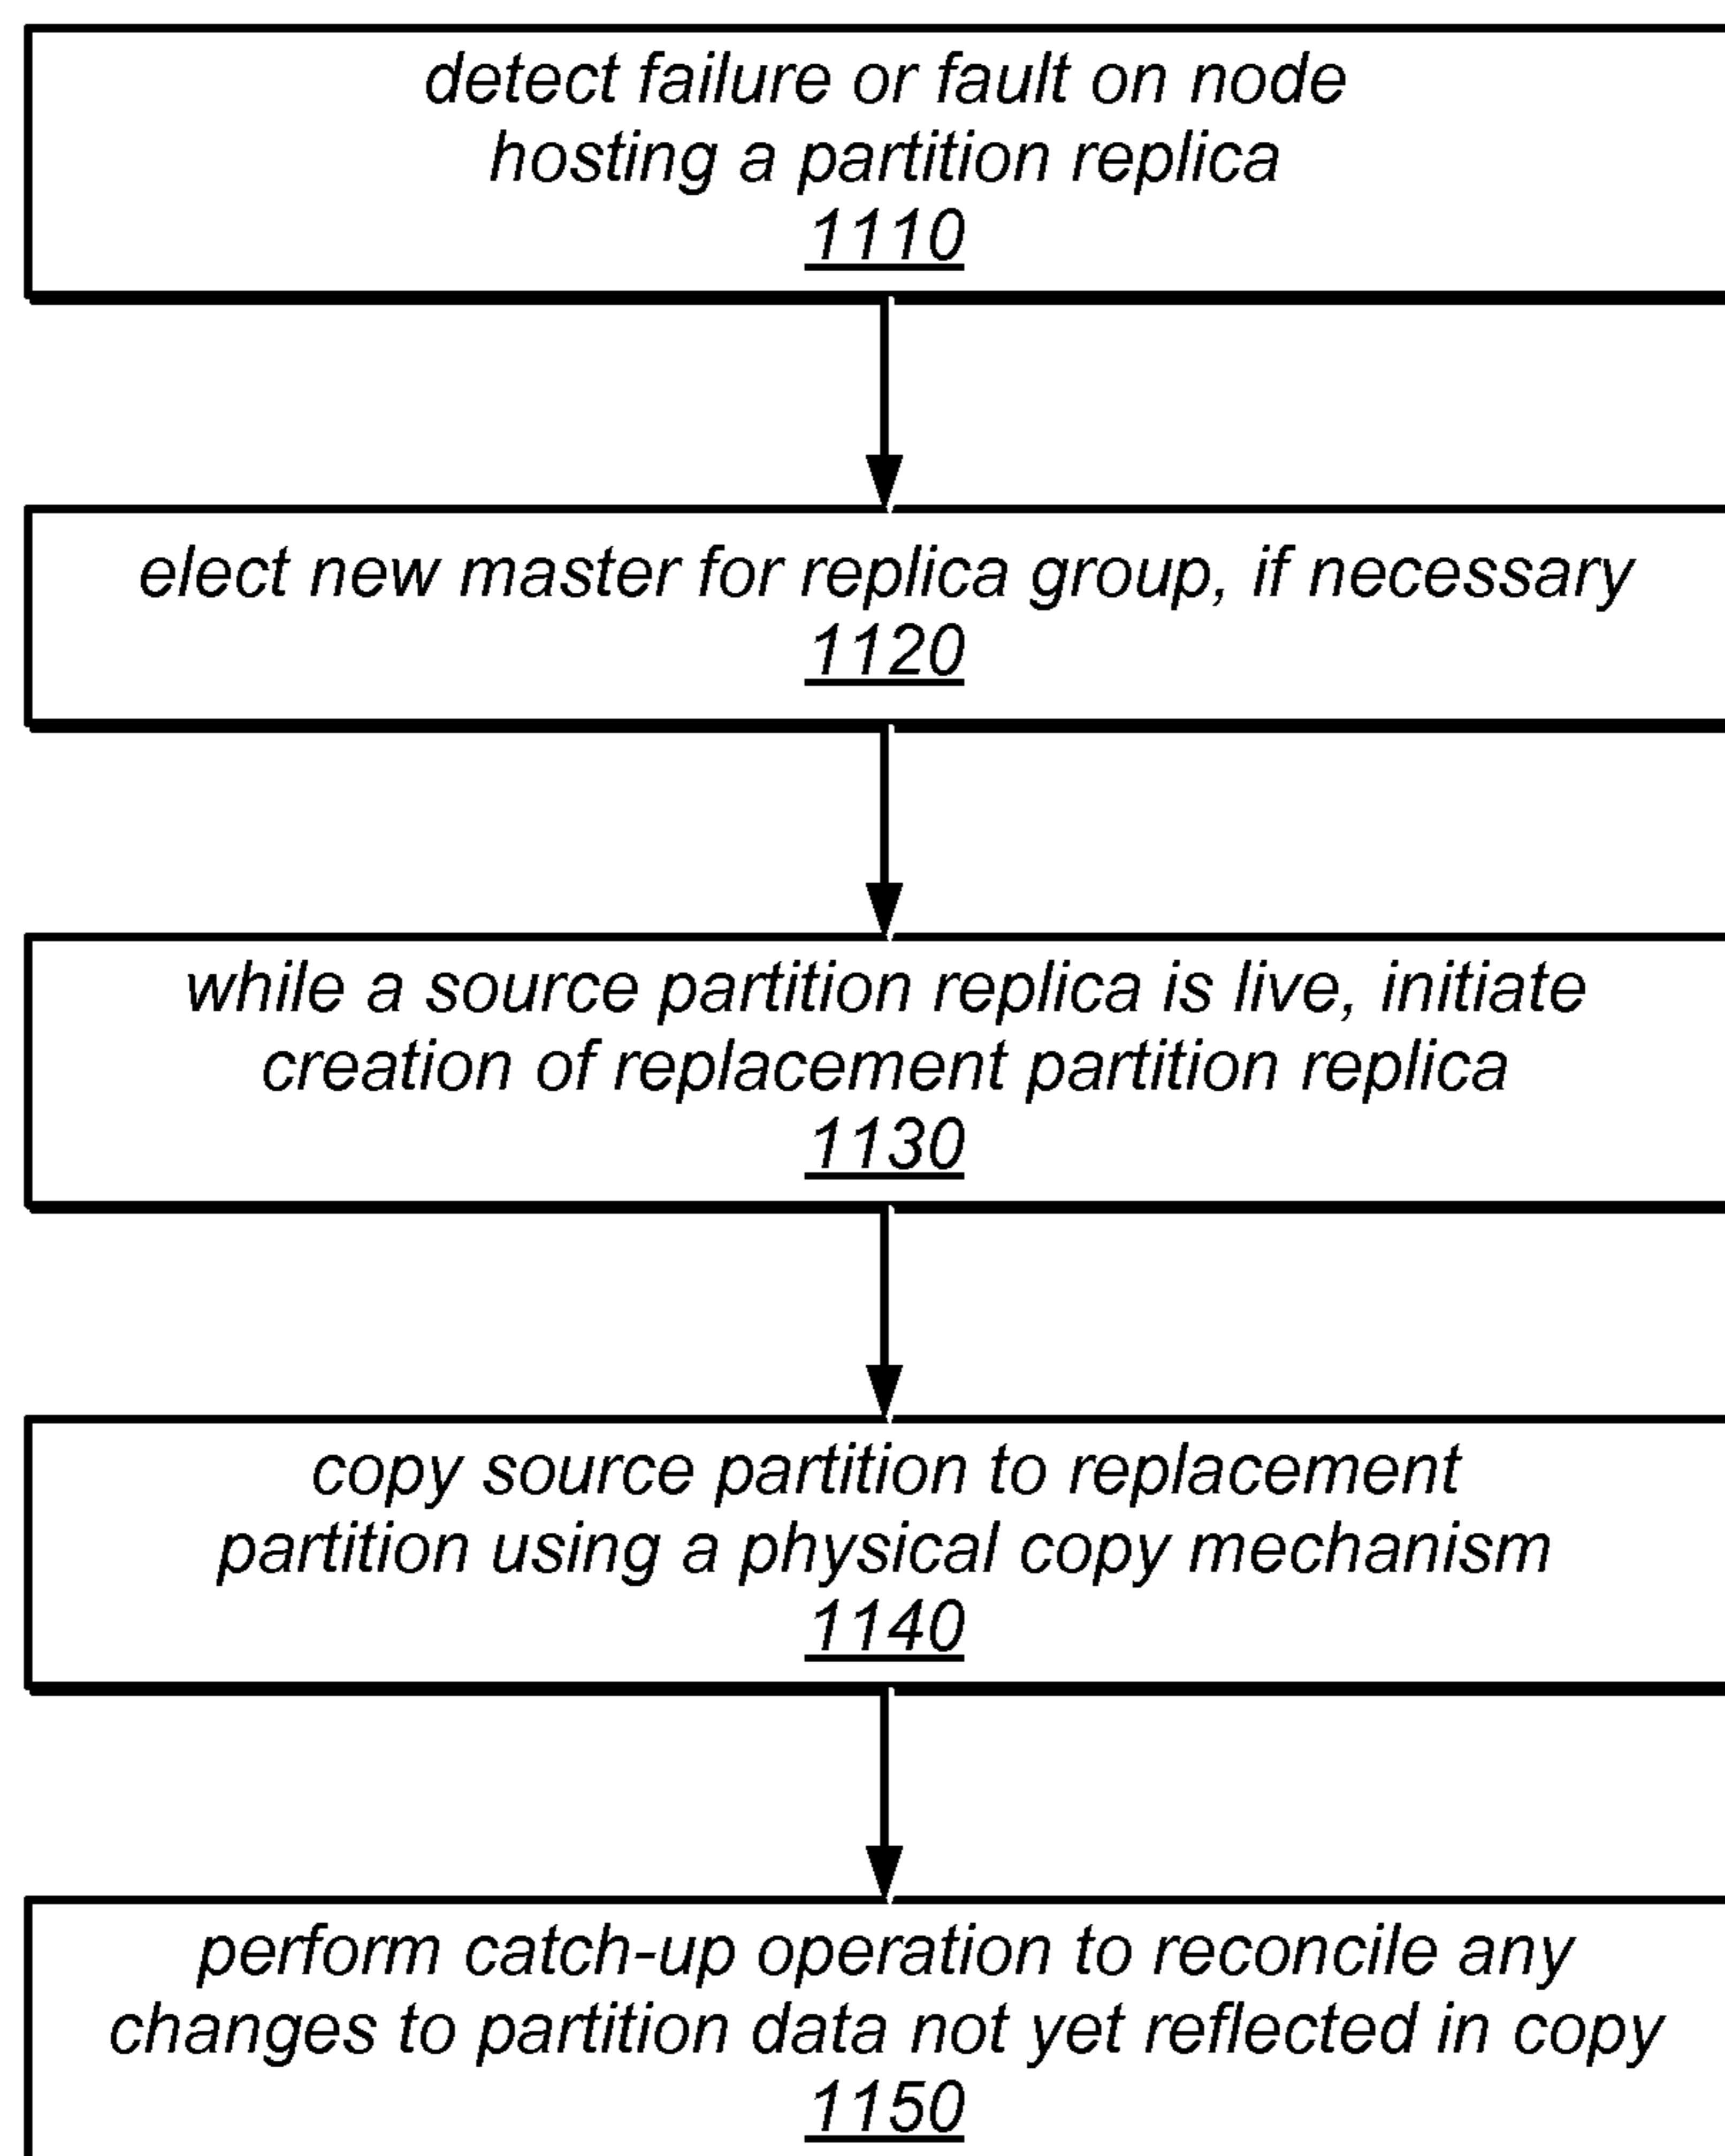 detect failure or fault on node
hosting a partition replica
1110
elect new master for replica group, if necessary
1120
while a source partition replica is live, initiate
creation of replacement partition replica
1130
copy source partition to replacement
partition using a physical copy mechanism
1140
perform catch-up operation to reconcile any
changes to partition data not yet reflected in copy
1150